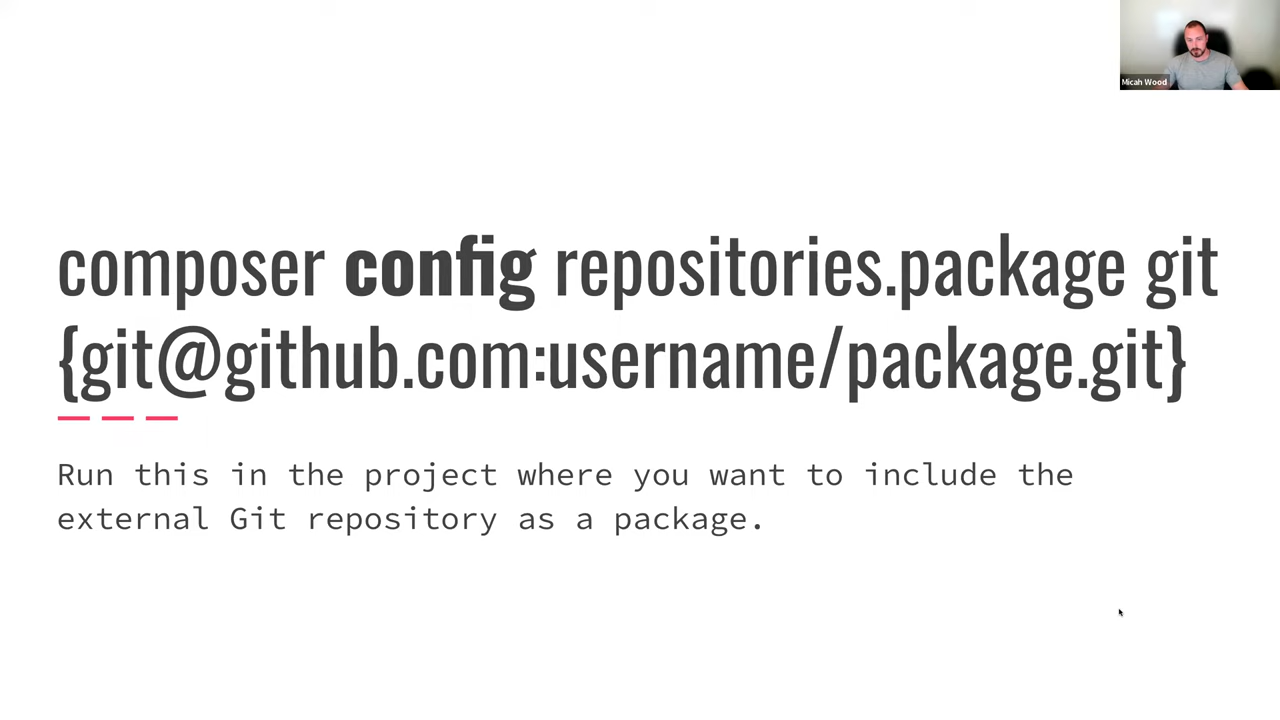 Micah Wood
composer config repositories.package git
{git@github.com:username/package.git}
Run this in the project where you want to include the
external Git repository as a package.